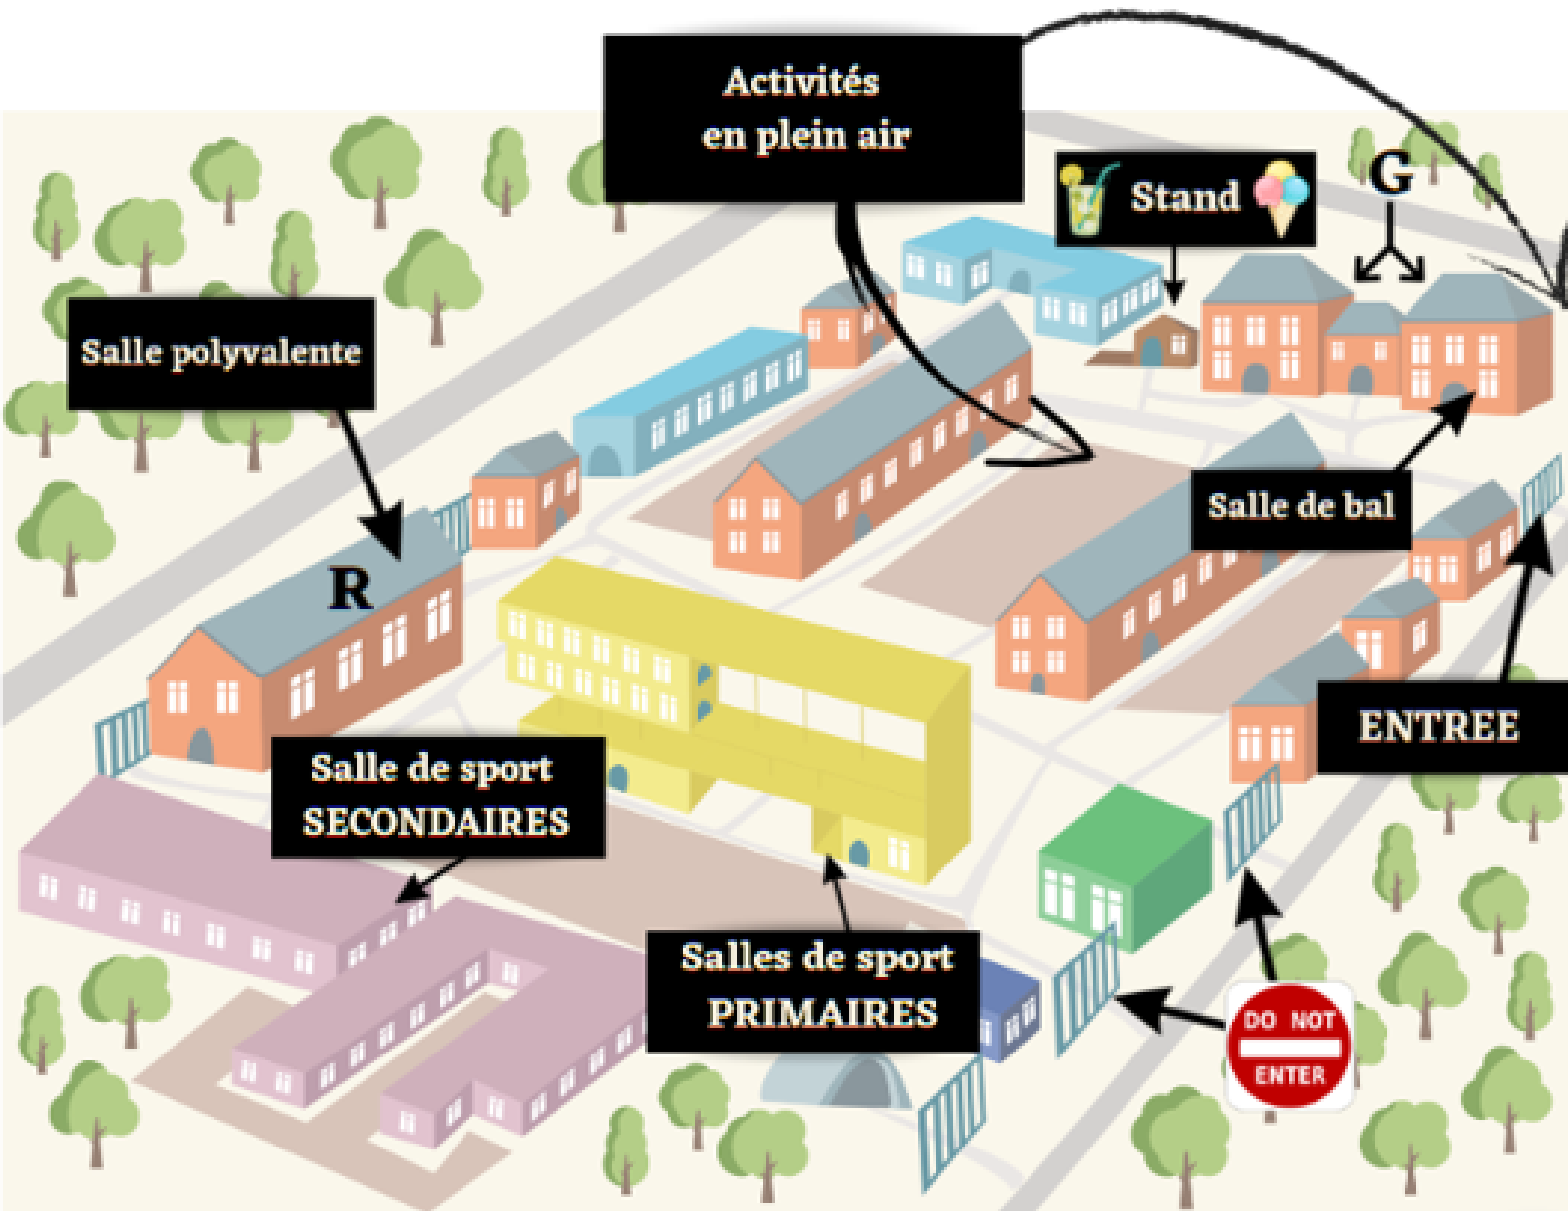 Activités
en plein air
Stand
G
Salle polyvalente
Salle de bal
R
ENTREE
Salle de sport
SECONDAIRES
Salles de sport
PRIMAIRES
DO NOT
ENTER